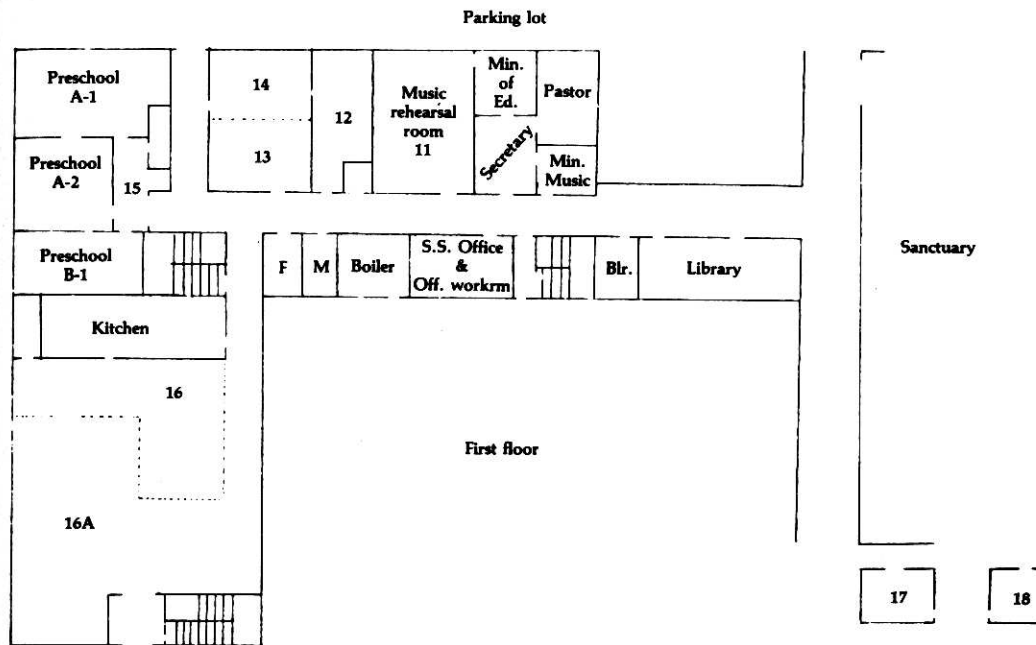 Parking lot
Preschool
A-1
14
12
Music
rehearsal
room
11
Min.
of
Ed.
Pastor
Preschool
A-2
15
13
Secretary
Min.
Music
Preschool
B-1
F
M
Boiler
S.S. Office
&
Off. workrm
Blr.
Library
Sanctuary
Kitchen
16
First floor
16A
17
18